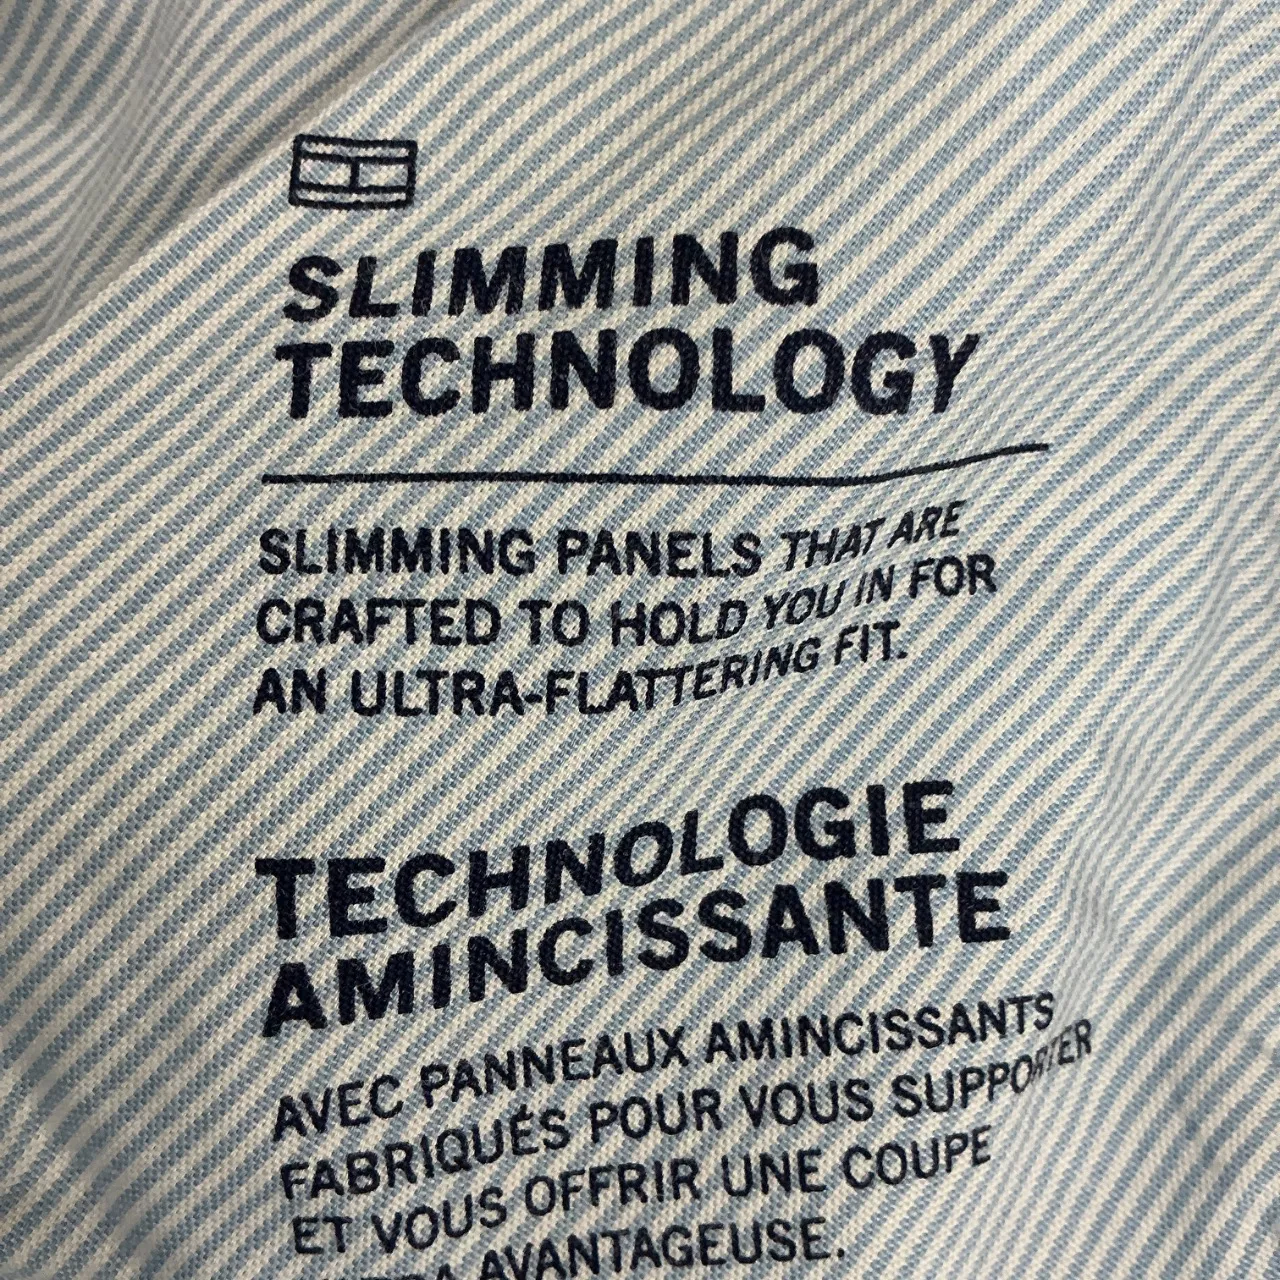 SLIMMING
TECHNOLOGY
SLIMMING PANELS THAT ARE
CRAFTED TO HOLD YOU IN FOR
AN ULTRA-FLATTERING FIT.
TECHNOLOGIE
AMINCISSANTE
AVEC PANNEAUX AMINCISSANTS
FABRIQUÉS POUR VOUS SUPPORTER
ET VOUS OFFRIR UNE COUPE
AVANTAGEUSE.